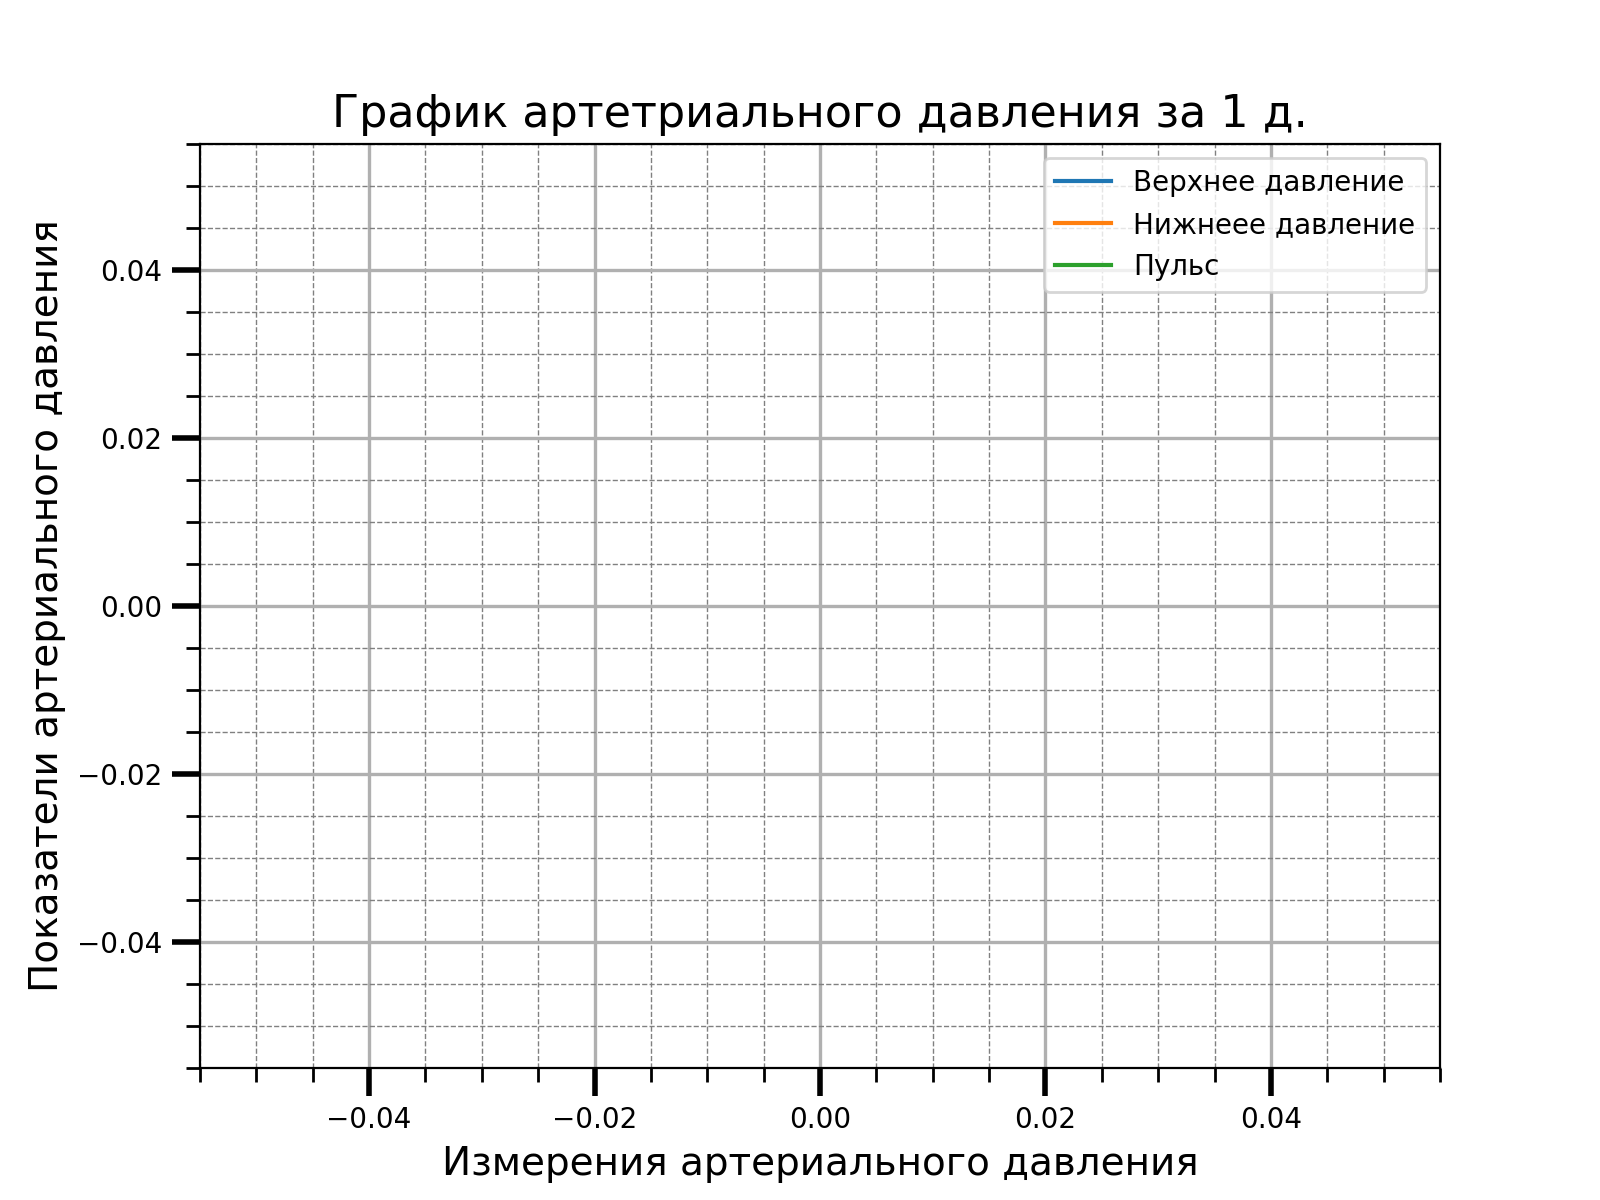 График артетриального давления за 1 д.
Верхнее давление
Нижнеее давление
Пульс
Показатели артериального давления
0.04
0.02
0.00
−0.02
−0.04
−0.04
−0.02
0.00
0.02
0.04
Измерения артериального давления